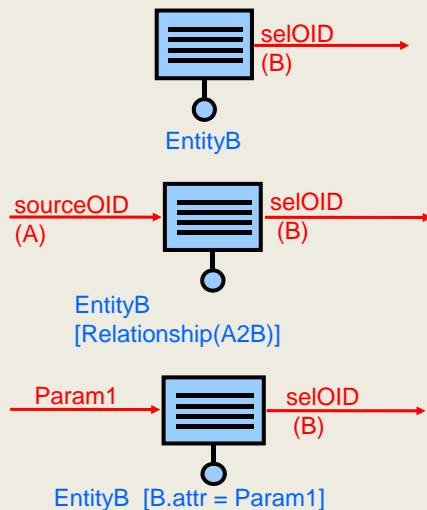 selOID
(B)
EntityB
sourceOID
(A)
selOID
(B)
EntityB
[Relationship(A2B)]
Param1
selOID
(B)
EntityB [B.attr = Param1]